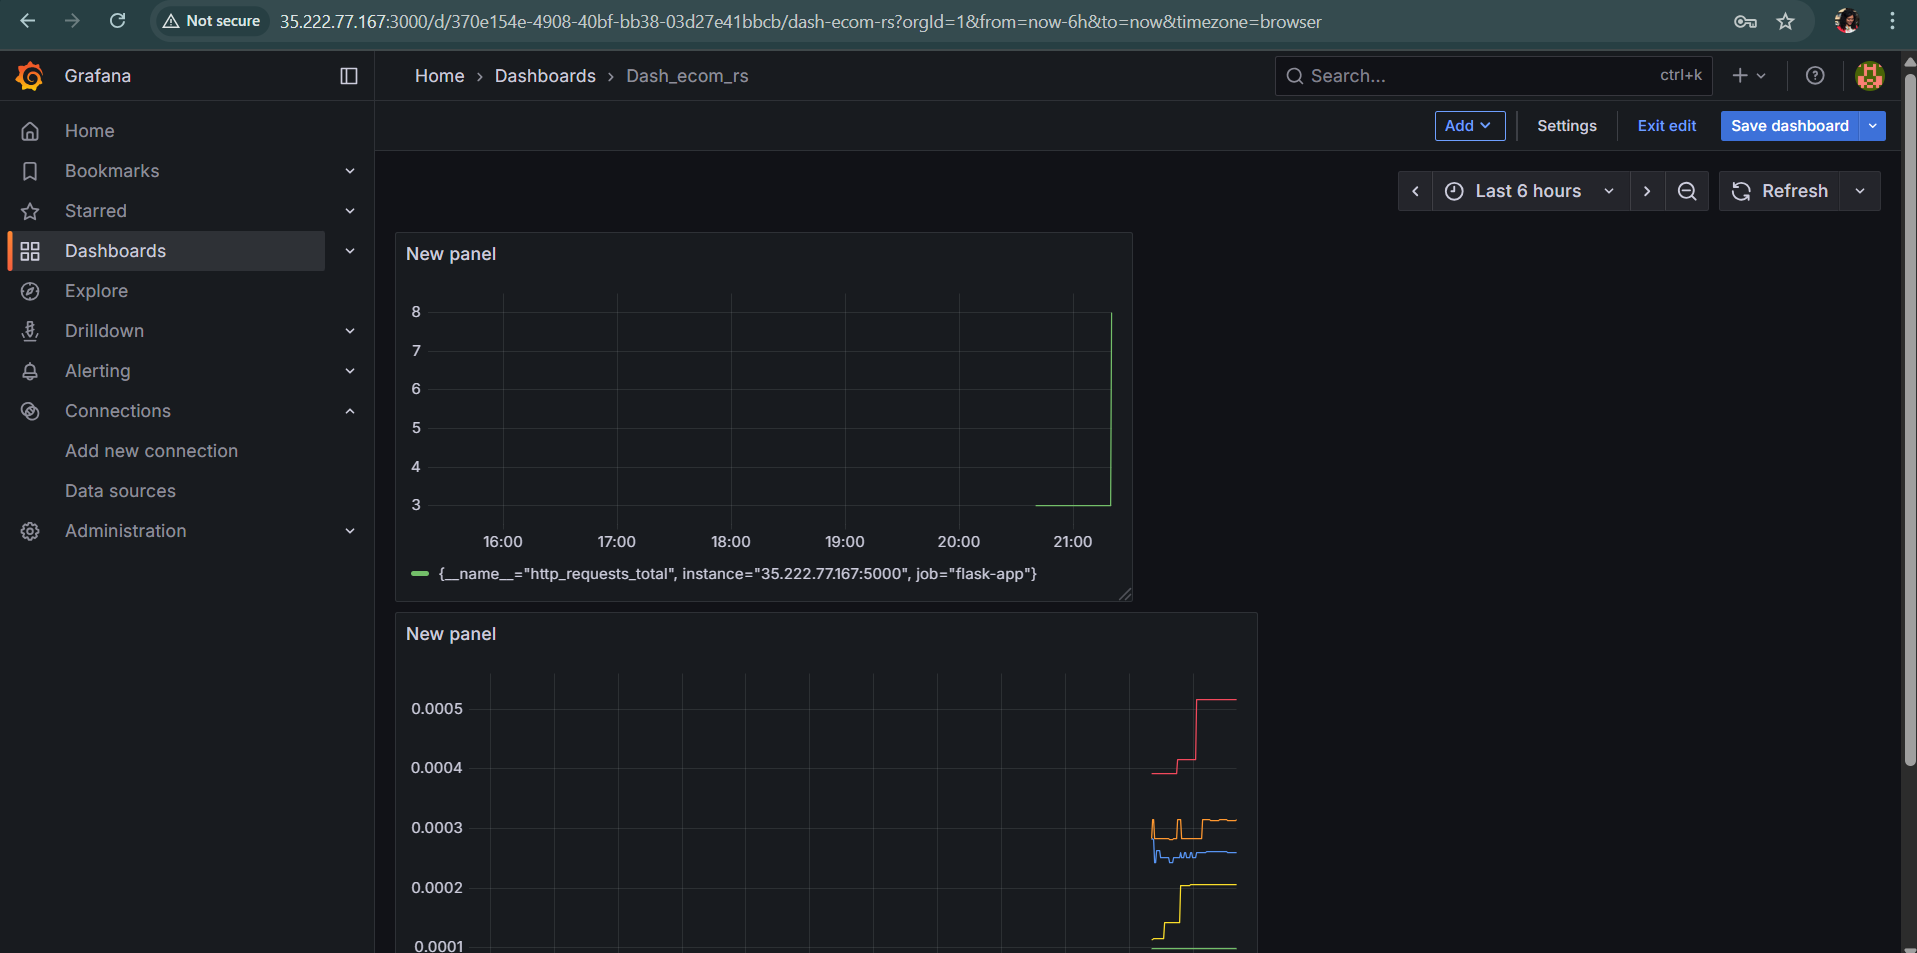 Not secure
35.222.77.167:3000/d/370e154e-4908-40bf-bb38-03d27e41bbcb/dash-ecom-rs?orgId=1&from=now-6h&to=now&timezone=browser
Grafana
Home › Dashboards › Dash_ecom_rs
Search...
ctrl+k
Add
Settings
Exit edit
Save dashboard
Home
Bookmarks
Starred
Dashboards
Explore
Drilldown
Alerting
Connections
Add new connection
Data sources
Administration
Last 6 hours
Refresh
New panel
8
7
6
5
4
3
16:00 17:00 18:00 19:00 20:00 21:00
{__name__="http_requests_total", instance="35.222.77.167:5000", job="flask-app"}
New panel
0.0005
0.0004
0.0003
0.0002
0.0001